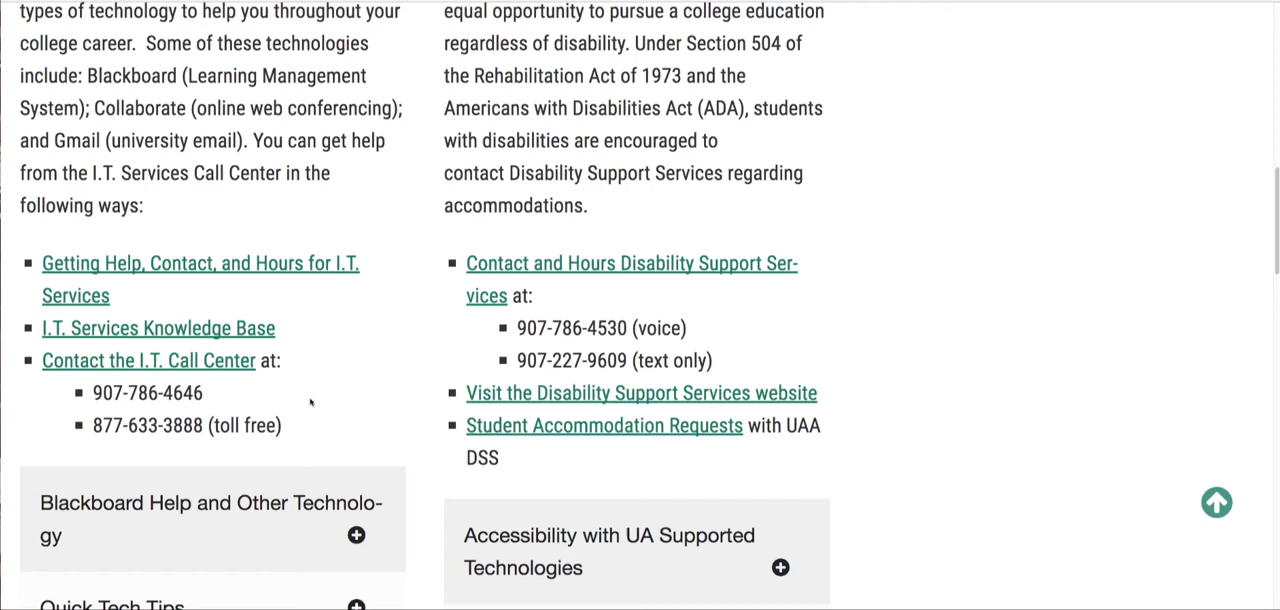 types of technology to help you throughout your
college career. Some of these technologies
include: Blackboard (Learning Management
System); Collaborate (online web conferencing);
and Gmail (university email). You can get help
from the I.T. Services Call Center in the
following ways:
Getting Help, Contact, and Hours for I.T.
Services
I.T. Services Knowledge Base
Contact the I.T. Call Center at:
907-786-4646
877-633-3888 (toll free)
Blackboard Help and Other Technolo-
gy
Quick Tech Tips
equal opportunity to pursue a college education
regardless of disability. Under Section 504 of
the Rehabilitation Act of 1973 and the
Americans with Disabilities Act (ADA), students
with disabilities are encouraged to
contact Disability Support Services regarding
accommodations.
Contact and Hours Disability Support Ser-
vices at:
907-786-4530 (voice)
907-227-9609 (text only)
Visit the Disability Support Services website
Student Accommodation Requests with UAA
DSS
Accessibility with UA Supported
Technologies